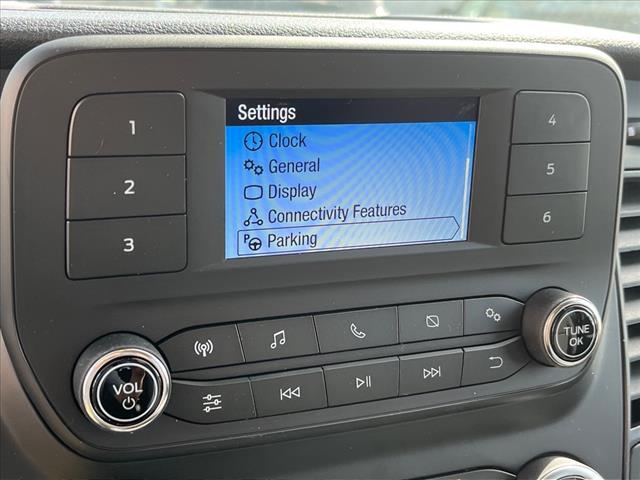 Settings
Clock
General
Display
Connectivity Features
P Parking
1
2
3
4
5
6
VOL
TUNE
OK